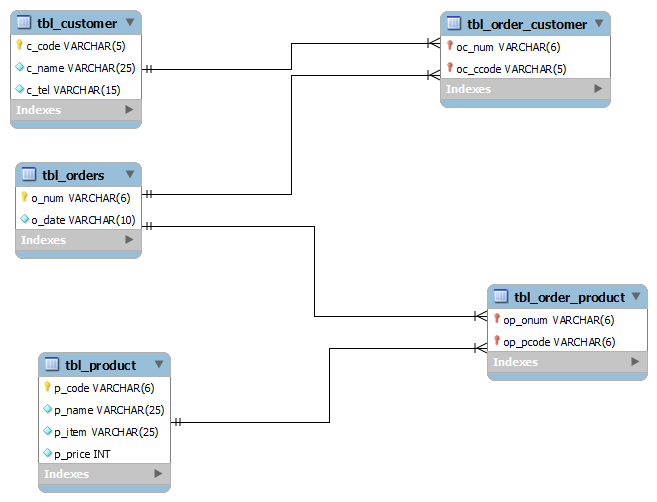 tbl_customer
c_code VARCHAR(5)
c_name VARCHAR(25)
c_tel VARCHAR(15)
Indexes
tbl_order_customer
oc_num VARCHAR(6)
oc_ccode VARCHAR(5)
Indexes
tbl_orders
o_num VARCHAR(6)
o_date VARCHAR(10)
Indexes
tbl_order_product
op_onum VARCHAR(6)
op_pcode VARCHAR(6)
Indexes
tbl_product
p_code VARCHAR(6)
p_name VARCHAR(25)
p_item VARCHAR(25)
p_price INT
Indexes